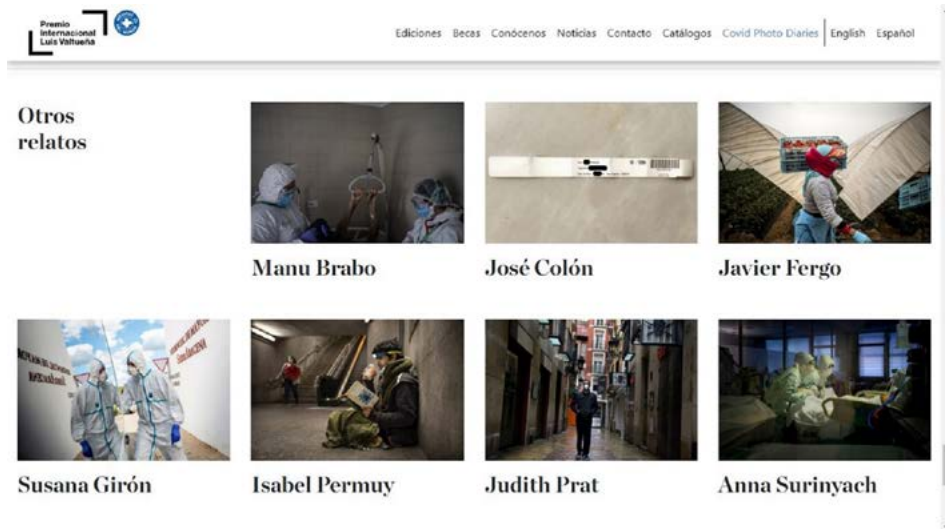 Premio
Internacional
Luis Valtueña
Ediciones Becas Conócenos Noticias Contacto Catálogos Covid Photo Diaries English Español
Otros
relatos
Manu Brabo
José Colón
Javier Fergo
Susana Girón
Isabel Permuy
Judith Prat
Anna Surinyach